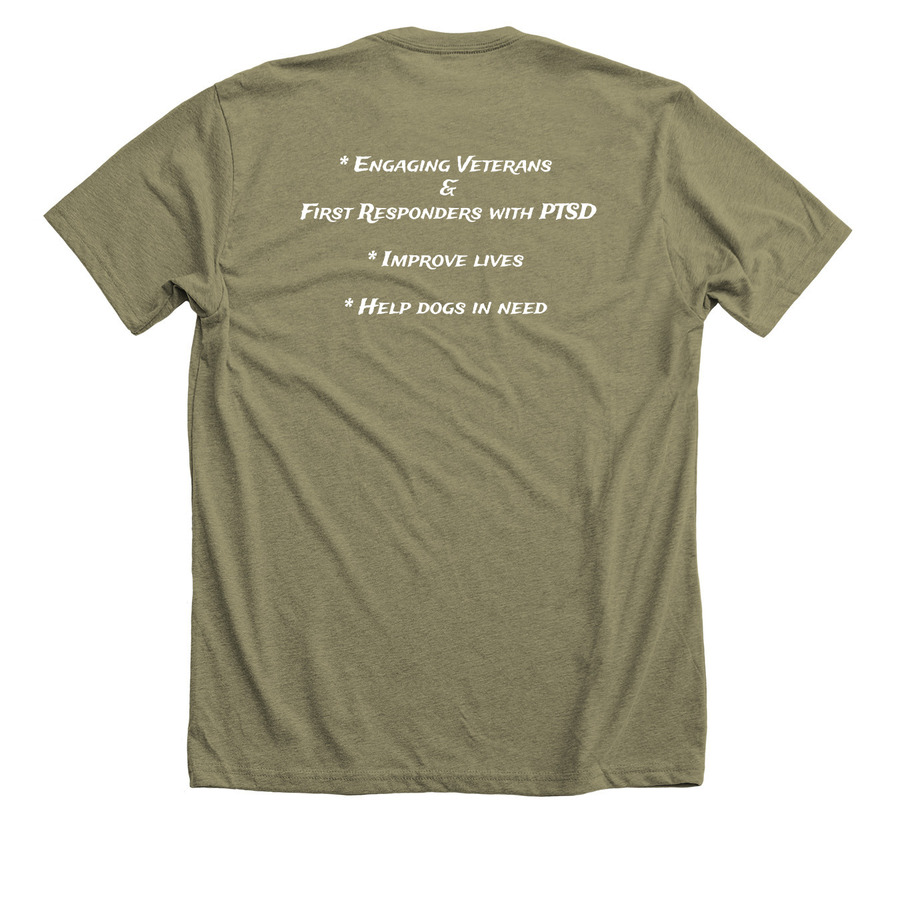 * Engaging Veterans
&
First Responders with PTSD
* Improve lives
* Help dogs in need